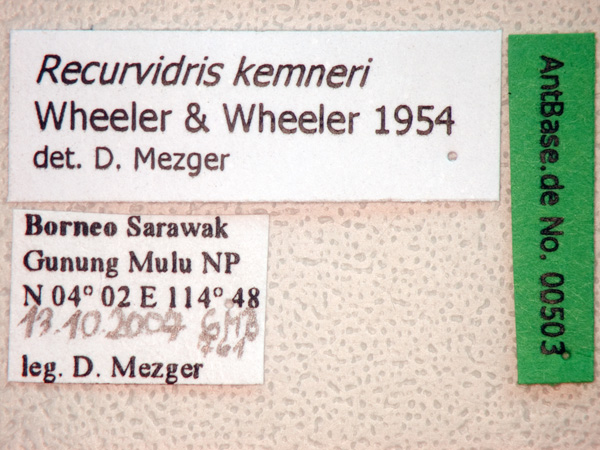 Recurvidris kemneri
Wheeler & Wheeler 1954
det. D. Mezger
Borneo Sarawak
Gunung Mulu NP
N 04° 02 E 114° 48
13.10.2007
leg. D. Mezger
AntBase.de No. 00503